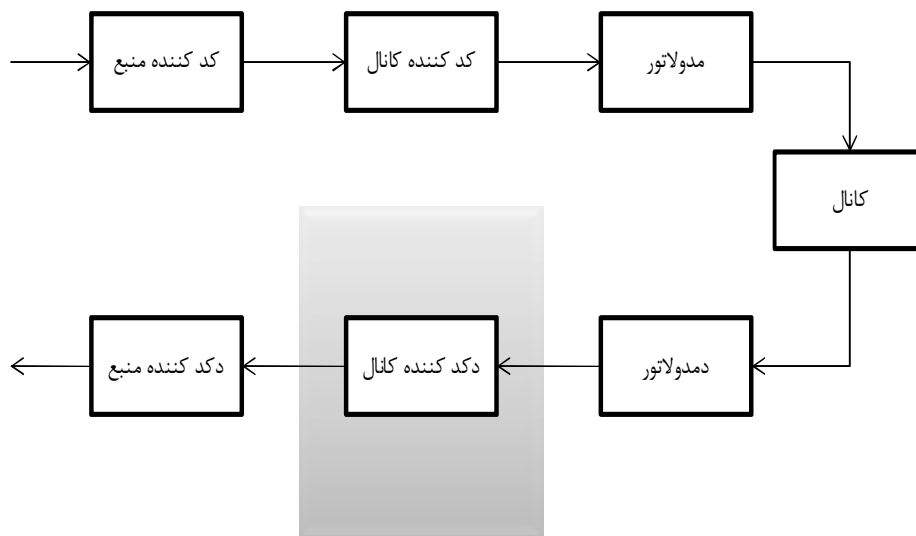 کد کننده منبع
کد کننده کانال
مدولاتور
کانال
دمدولاتور
دکد کننده کانال
دکد کننده منبع